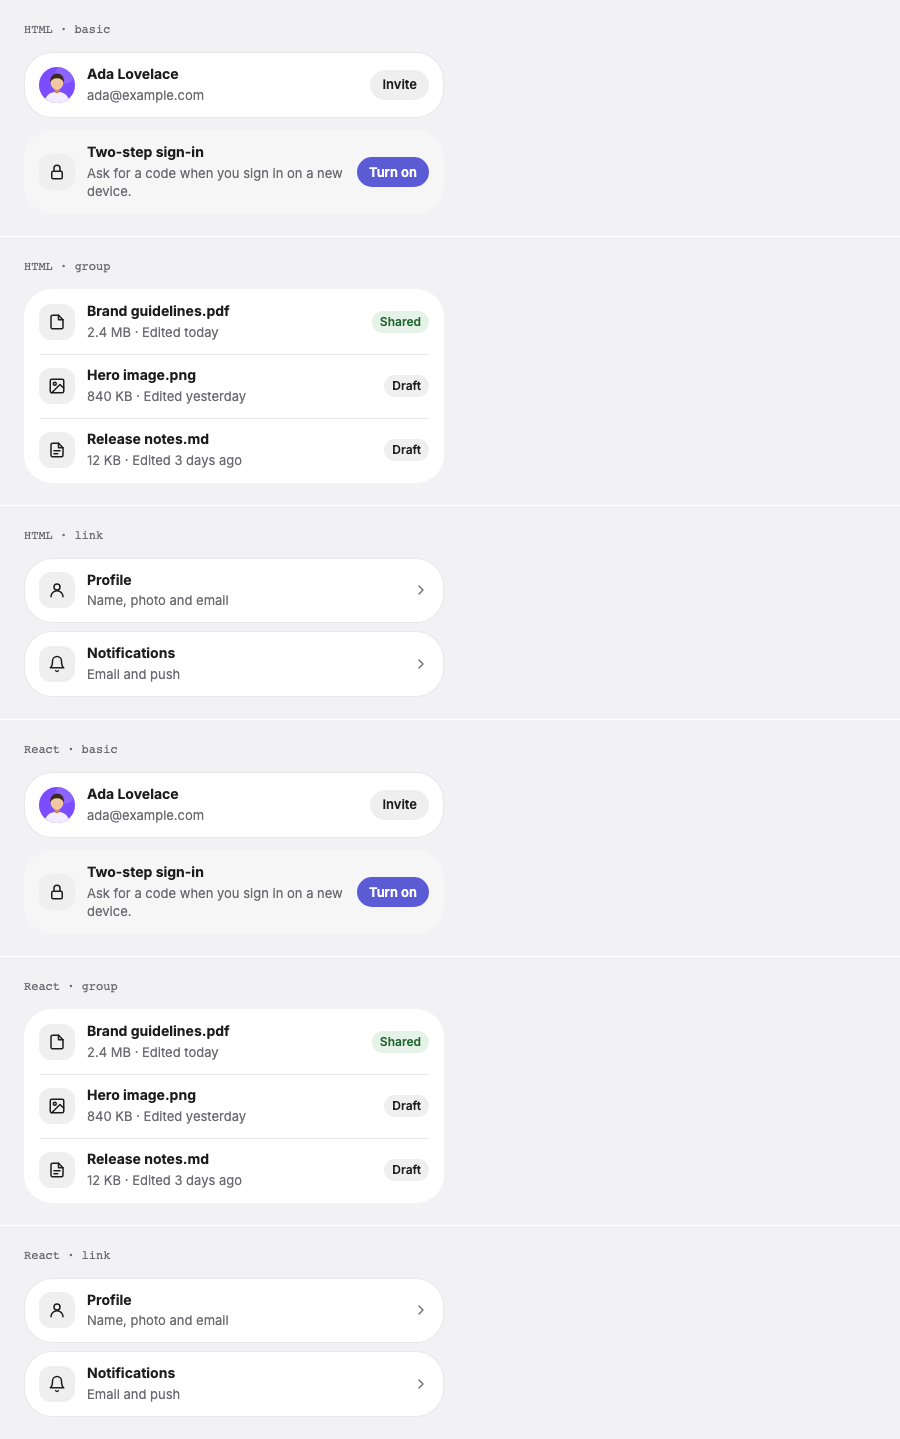 HTML · basic
Ada Lovelace
ada@example.com
Invite
Two-step sign-in
Ask for a code when you sign in on a new
device.
Turn on
HTML · group
Brand guidelines.pdf
2.4 MB · Edited today
Shared
Hero image.png
840 KB · Edited yesterday
Draft
Release notes.md
12 KB · Edited 3 days ago
Draft
HTML · link
Profile
Name, photo and email
Notifications
Email and push
React · basic
Ada Lovelace
ada@example.com
Invite
Two-step sign-in
Ask for a code when you sign in on a new
device.
Turn on
React · group
Brand guidelines.pdf
2.4 MB · Edited today
Shared
Hero image.png
840 KB · Edited yesterday
Draft
Release notes.md
12 KB · Edited 3 days ago
Draft
React · link
Profile
Name, photo and email
Notifications
Email and push